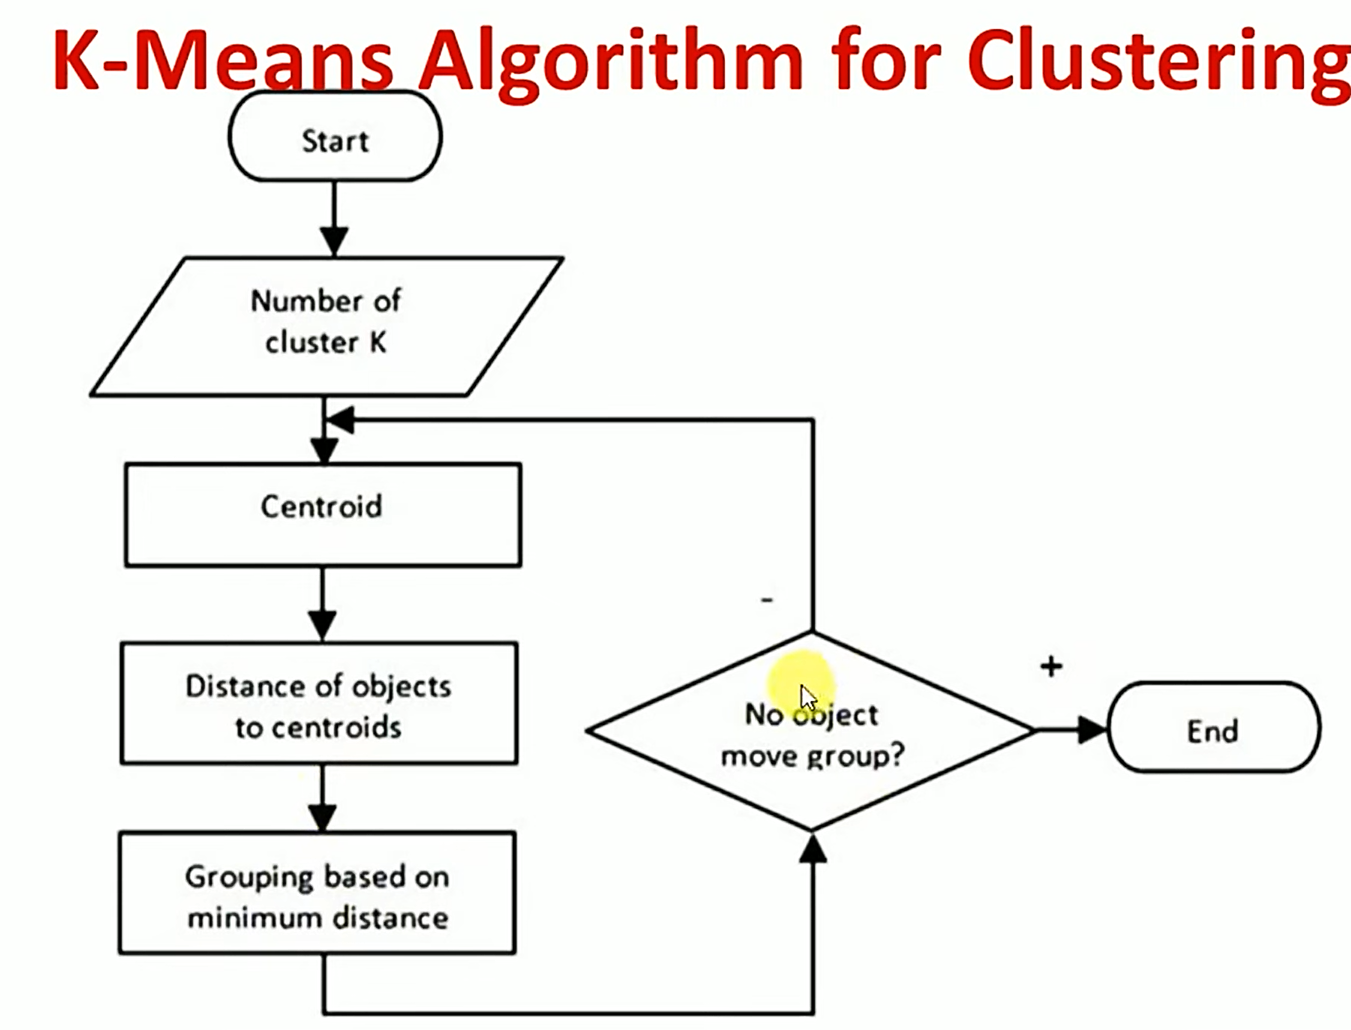 K-Means Algorithm for Clustering
Start
Number of
cluster K
Centroid
Distance of objects
to centroids
Grouping based on
minimum distance
-
No object
move group?
+
End